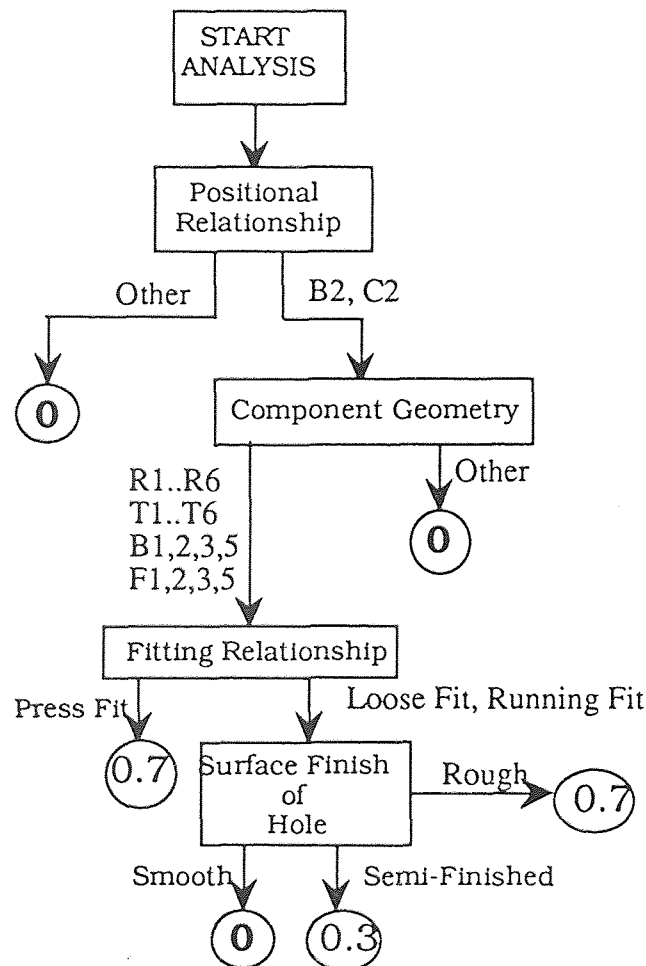 START
ANALYSIS
Positional
Relationship
Other
B2, C2
0
Component Geometry
R1..R6
T1..T6
B1,2,3,5
F1,2,3,5
Other
0
Fitting Relationship
Press Fit
Loose Fit, Running Fit
0.7
Surface Finish
of
Hole
Rough
0.7
Smooth
Semi-Finished
0
0.3